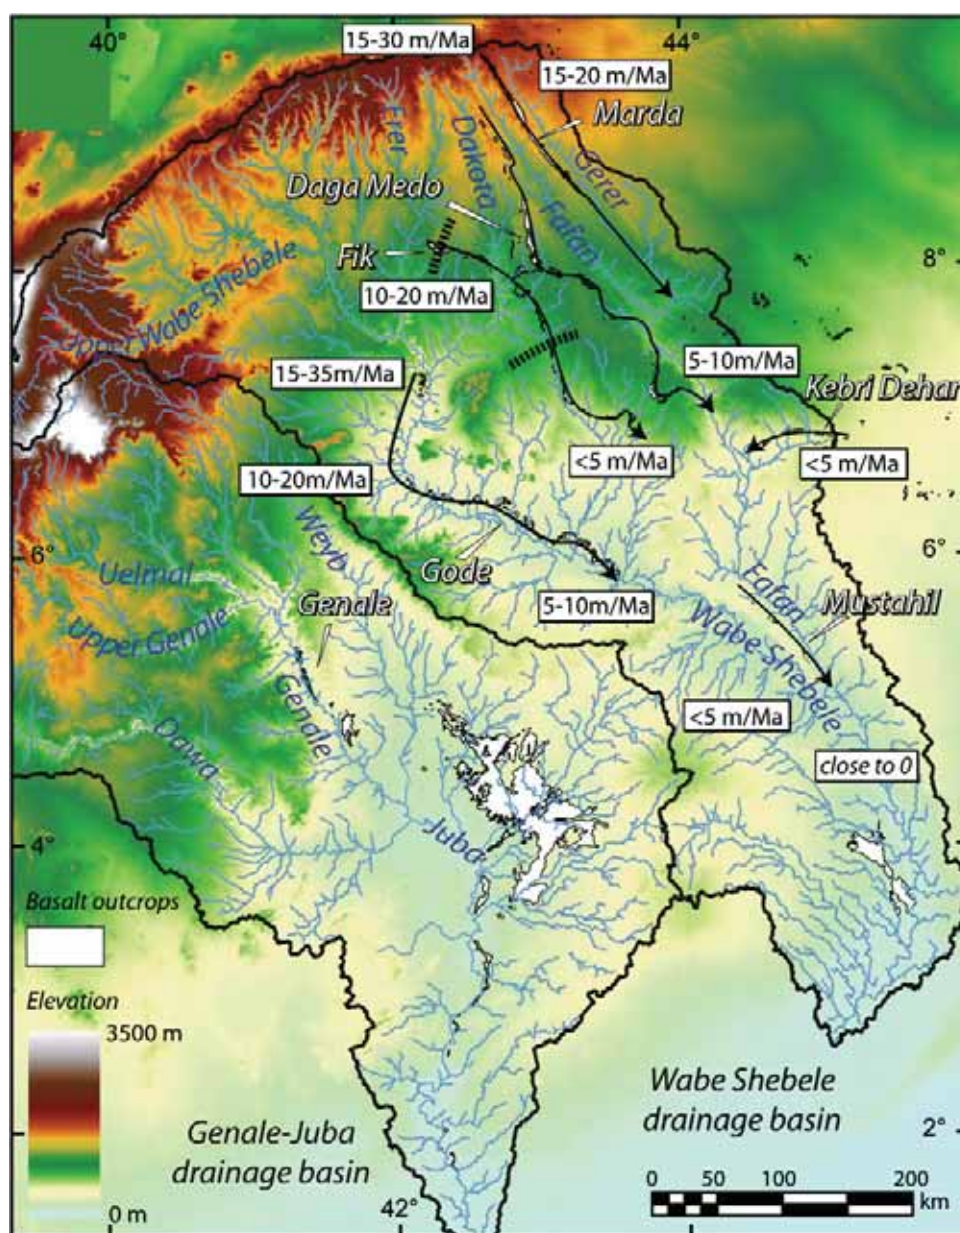 40°
44°
15-30 m/Ma
15-20 m/Ma
Marda
Erer
Dakota
Gerer
Daga Medo
Fafan
Fik
8°
10-20 m/Ma
Upper Wabe Shebele
15-35m/Ma
5-10m/Ma
Kebri Dehar
<5 m/Ma
<5 m/Ma
10-20m/Ma
Weyb
6°
6°
Gode
Uelmal
Genale
Fafan
Mustahil
5-10m/Ma
Upper Genale
Wabe Shebele
Genale
<5 m/Ma
Dawa
close to 0
Juba
4°
Basalt outcrops
Elevation
3500 m
0 m
Genale-Juba
drainage basin
Wabe Shebele
drainage basin
2°
42°
0 50 100 200
km